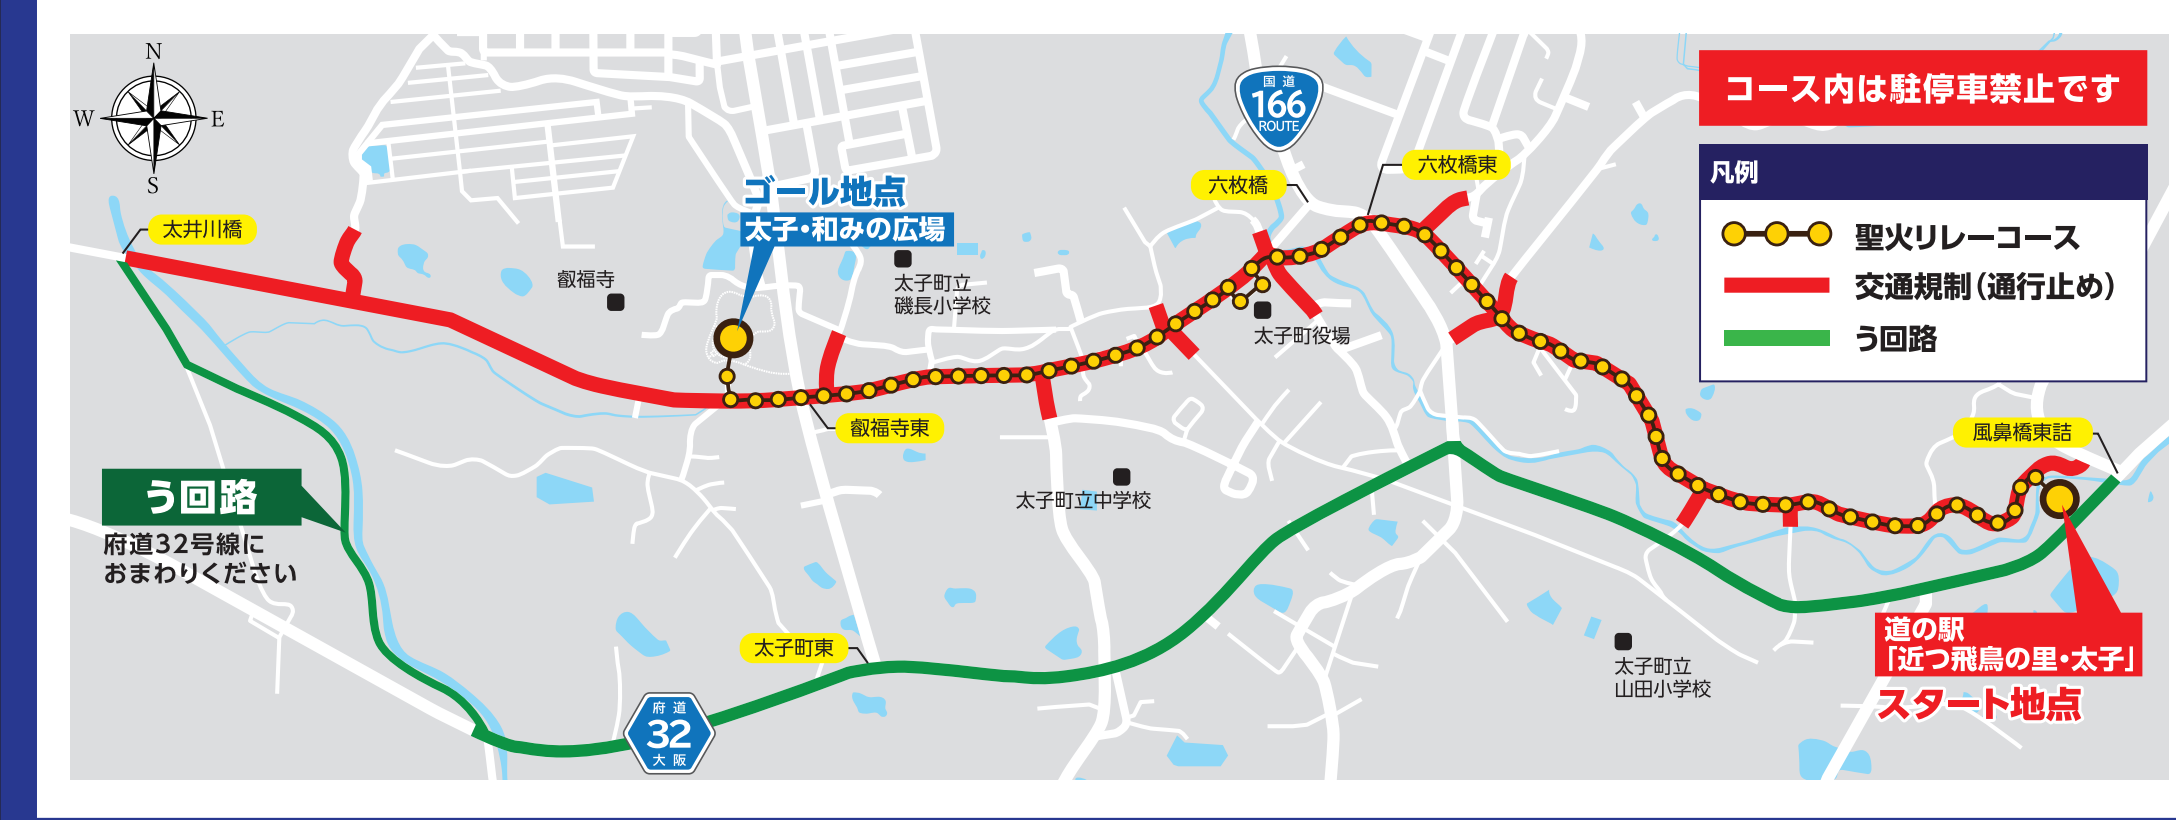 N
W
E
S
国道
166
ROUTE
コース内は駐停車禁止です
凡例
聖火リレーコース
交通規制（通行止め）
う回路
六枚橋東
六枚橋
ゴール地点
太子・和みの広場
太井川橋
叡福寺
太子町立
磯長小学校
太子町役場
叡福寺東
風鼻橋東詰
う回路
府道32号線に
おまわりください
太子町立中学校
太子町東
府道
32
大阪
太子町立
山田小学校
道の駅
「近つ飛鳥の里・太子」
スタート地点